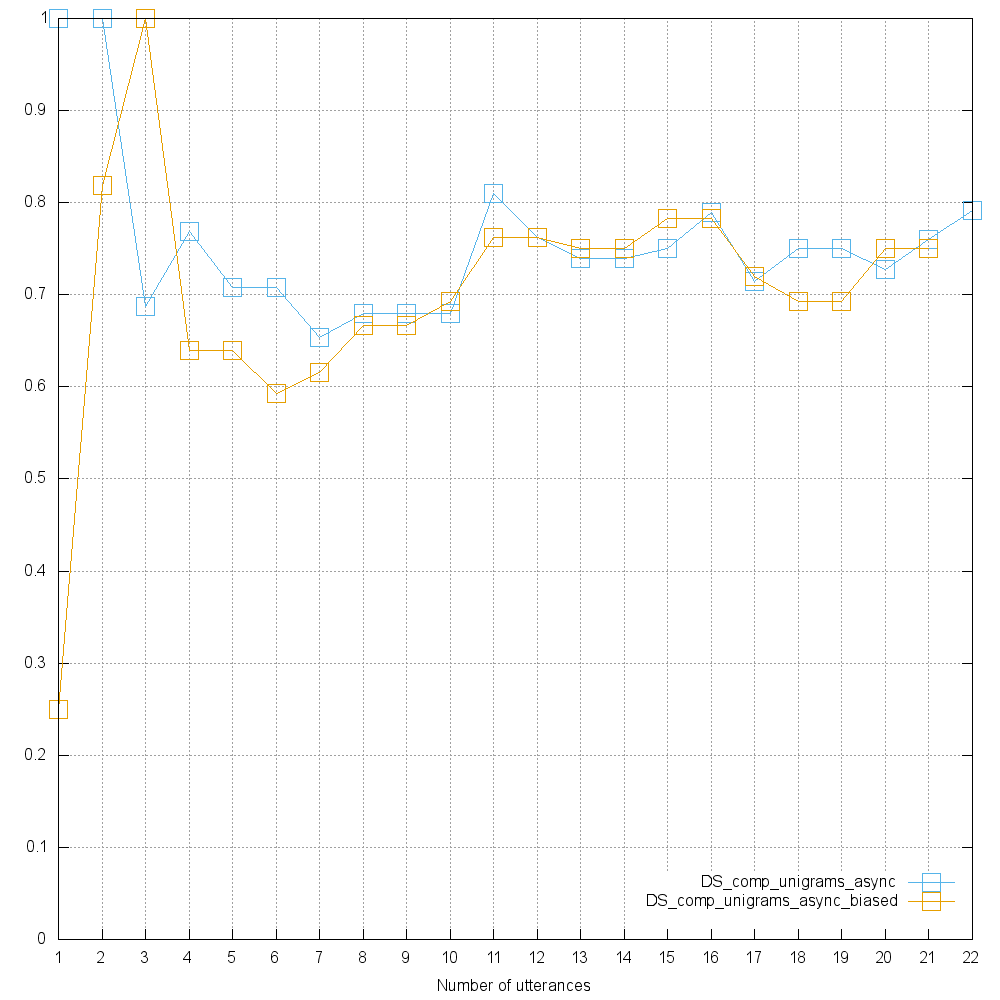 1
0.9
0.8
0.7
0.6
0.5
0.4
0.3
0.2
0.1
0
DS_comp_unigrams_async
DS_comp_unigrams_async_biased
1 2 3 4 5 6 7 8 9 10 11 12 13 14 15 16 17 18 19 20 21 22
Number of utterances